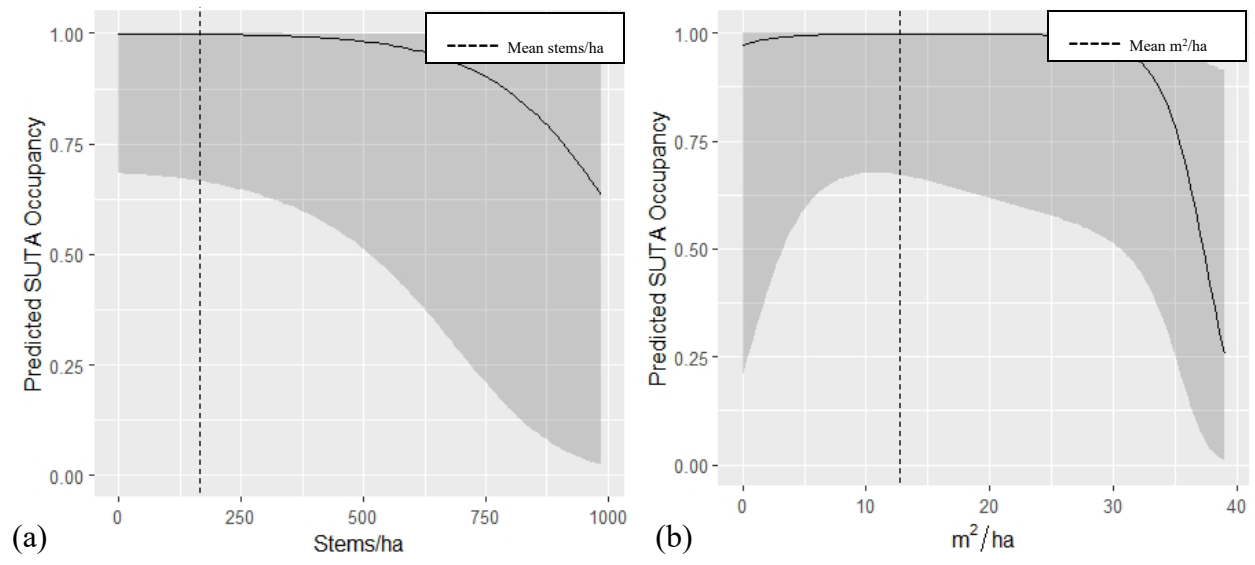 Mean stems/ha
Predicted SUTA Occupancy
1.00
0.75
0.50
0.25
0.00
0 250 500 750 1000
Stems/ha
(a)
Mean m²/ha
Predicted SUTA Occupancy
1.00
0.75
0.50
0.25
0.00
0 10 20 30 40
m²/ha
(b)